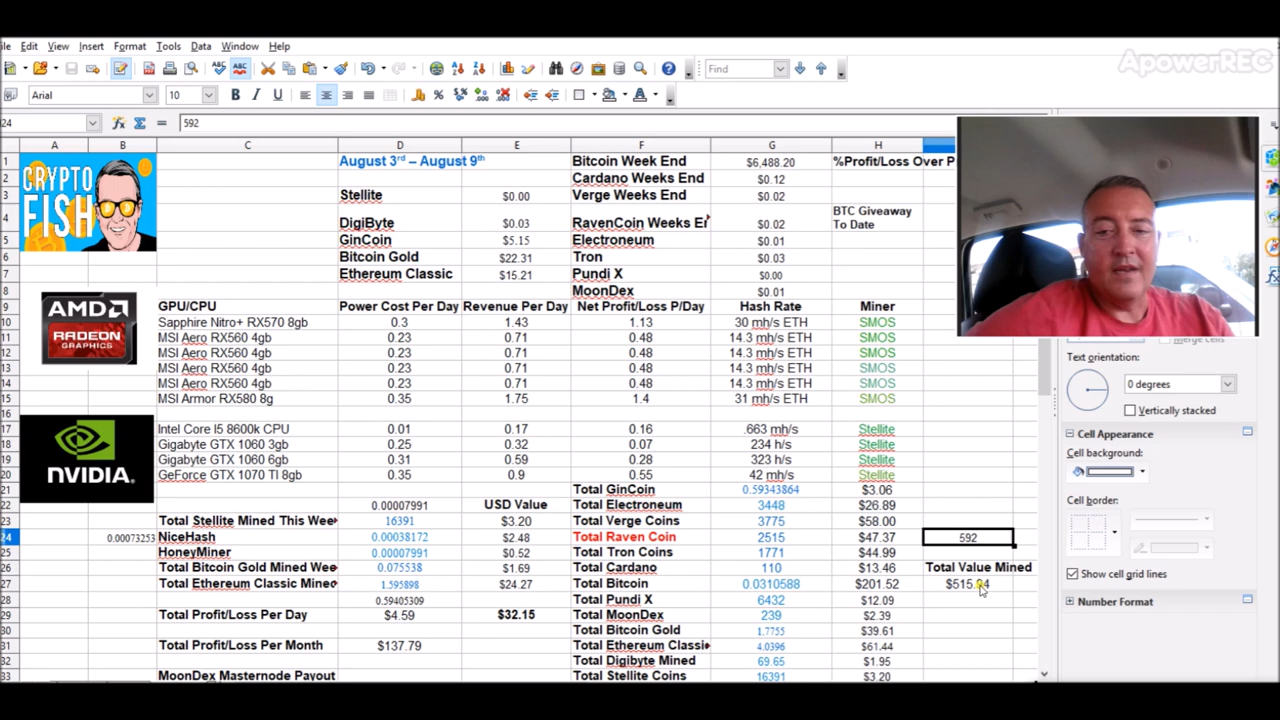 ApowerREC
File Edit View Insert Format Tools Data Window Help
Find
Arial 10
24 592
A B C D E F G H
1 August 3rd – August 9th Bitcoin Week End $6,488.20 %Profit/Loss Over P
2 Cardano Weeks End $0.12
3 Stellite $0.00 Verge Weeks End $0.02
4 DigiByte $0.03 RavenCoin Weeks E $0.02 BTC Giveaway To Date
5 GinCoin $5.15 Electroneum $0.01
6 Bitcoin Gold $22.31 Tron $0.03
7 Ethereum Classic $15.21 Pundi X $0.00
8 MoonDex $0.01
CRYPTO FISH
9 GPU/CPU Power Cost Per Day Revenue Per Day Net Profit/Loss P/Day Hash Rate Miner
10 Sapphire Nitro+ RX570 8gb 0.3 1.43 1.13 30 mh/s ETH SMOS
11 MSI Aero RX560 4gb 0.23 0.71 0.48 14.3 mh/s ETH SMOS
12 MSI Aero RX560 4gb 0.23 0.71 0.48 14.3 mh/s ETH SMOS
13 MSI Aero RX560 4gb 0.23 0.71 0.48 14.3 mh/s ETH SMOS
14 MSI Aero RX560 4gb 0.23 0.71 0.48 14.3 mh/s ETH SMOS
15 MSI Armor RX580 8g 0.35 1.75 1.4 31 mh/s ETH SMOS
AMD
RADEON
GRAPHICS
16
17 Intel Core I5 8600k CPU 0.01 0.17 0.16 .663 mh/s Stellite
18 Gigabyte GTX 1060 3gb 0.25 0.32 0.07 234 h/s Stellite
19 Gigabyte GTX 1060 6gb 0.31 0.59 0.28 323 h/s Stellite
20 GeForce GTX 1070 TI 8gb 0.35 0.9 0.55 42 mh/s Stellite
NVIDIA.
21 Total GinCoin 0.59343864 $3.06
22 0.00007991 USD Value Total Electroneum 3448 $26.89
23 Total Stellite Mined This Wee 16391 $3.20 Total Verge Coins 3775 $58.00
24 0.00073253 NiceHash 0.00038172 $2.48 Total Raven Coin 2515 $47.37 592
25 HoneyMiner 0.00007991 $0.52 Total Tron Coins 1771 $44.99
26 Total Bitcoin Gold Mined Wee 0.075538 $1.69 Total Cardano 110 $13.46 Total Value Mined
27 Total Ethereum Classic Mined 1.595898 $24.27 Total Bitcoin 0.0310588 $201.52 $515.94
28 0.59405309 Total Pundi X 6432 $12.09
29 Total Profit/Loss Per Day $4.59 $32.15 Total MoonDex 239 $2.39
30 Total Bitcoin Gold 1.7755 $39.61
31 Total Profit/Loss Per Month $137.79 Total Ethereum Classi 4.0396 $61.44
32 Total Digibyte Mined 69.65 $1.95
33 MoonDex Masternode Payout Total Stellite Coins 16391 $3.20
Merge cells
Text orientation:
0 degrees
Vertically stacked
Cell Appearance
Cell background:
Cell border:
Show cell grid lines
Number Format